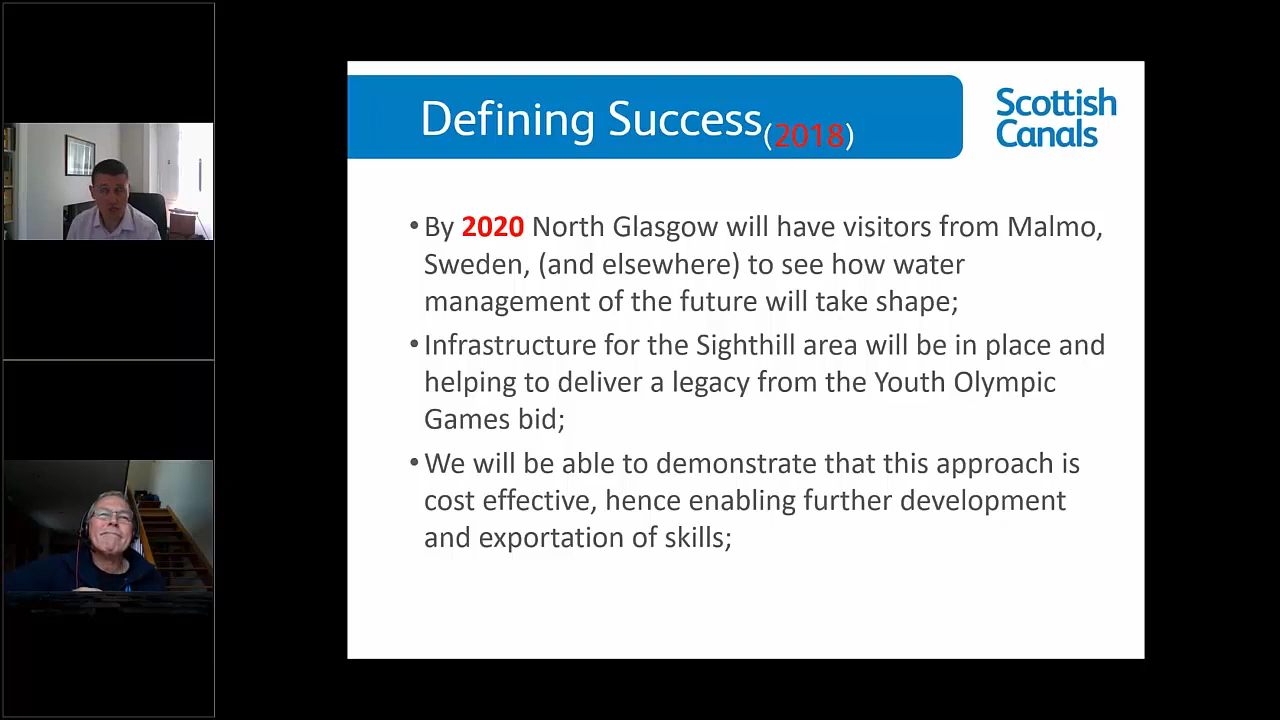 Defining Success(2018)
Scottish
Canals
•By 2020 North Glasgow will have visitors from Malmo,
Sweden, (and elsewhere) to see how water
management of the future will take shape;
•Infrastructure for the Sighthill area will be in place and
helping to deliver a legacy from the Youth Olympic
Games bid;
•We will be able to demonstrate that this approach is
cost effective, hence enabling further development
and exportation of skills;